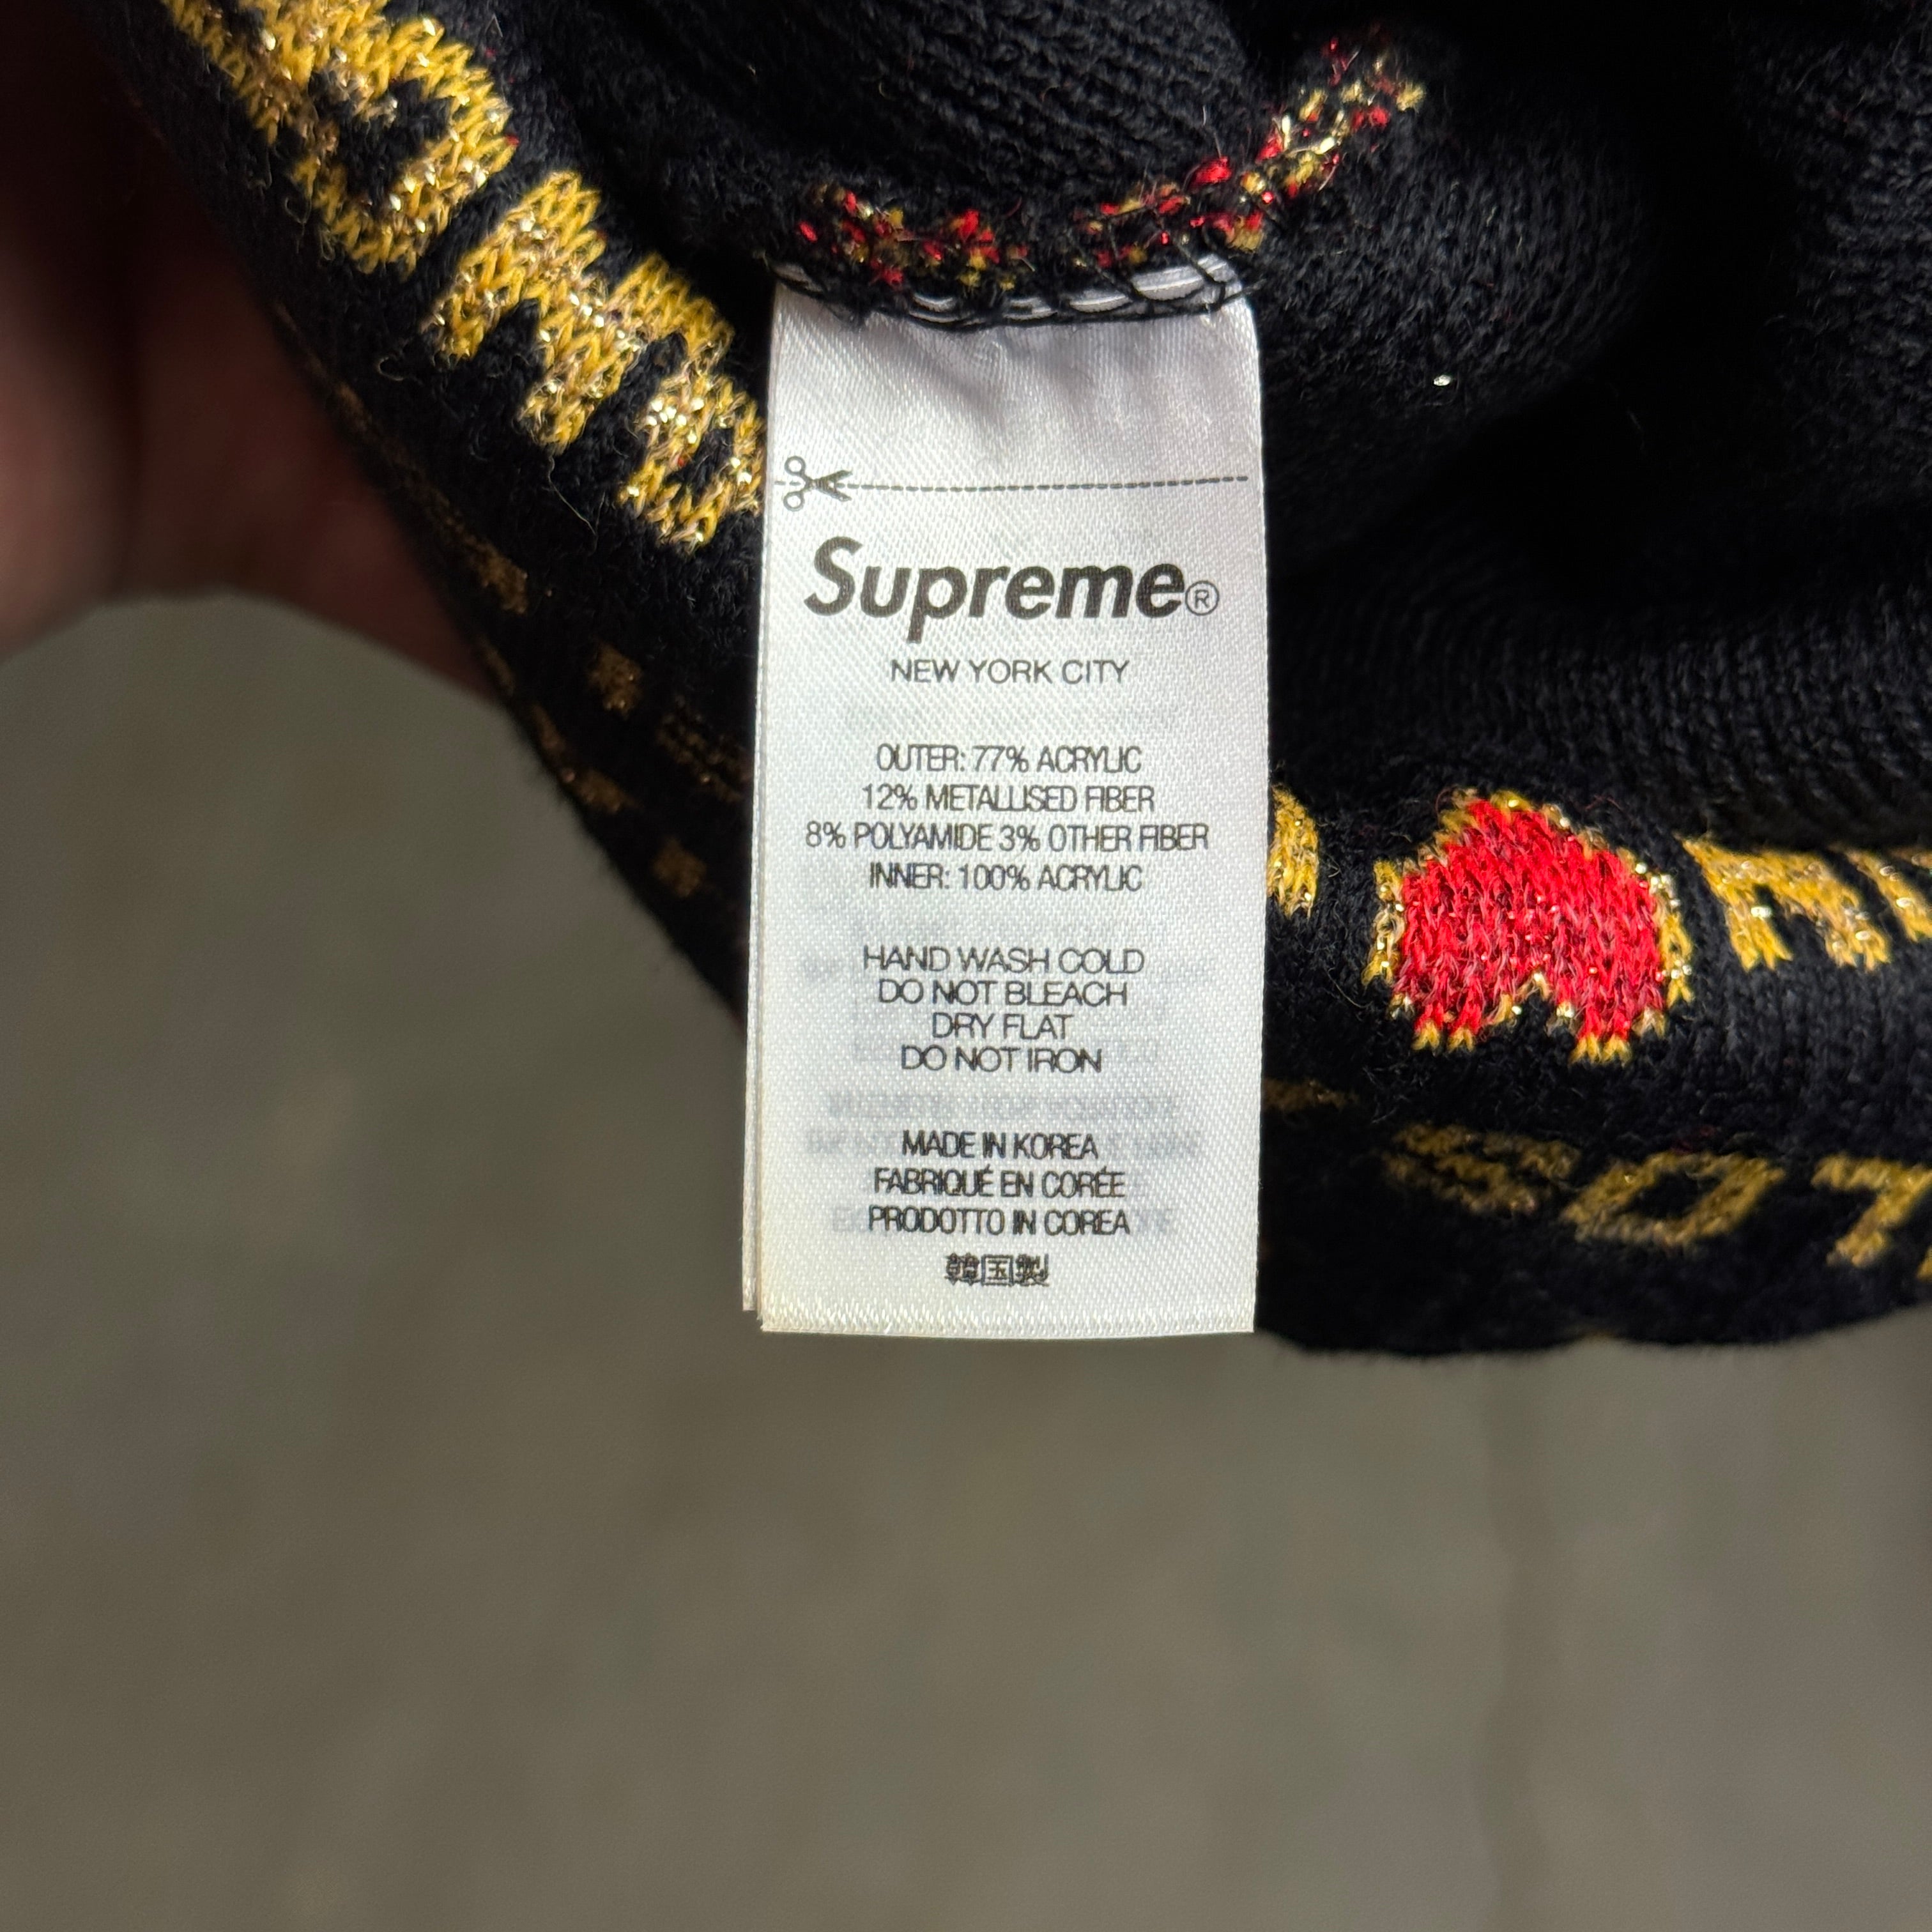 Supreme®
NEW YORK CITY
OUTER: 77% ACRYLIC
12% METALLISED FIBER
8% POLYAMIDE 3% OTHER FIBER
INNER: 100% ACRYLIC
HAND WASH COLD
DO NOT BLEACH
DRY FLAT
DO NOT IRON
MADE IN KOREA
FABRIQUÉ EN CORÉE
PRODOTTO IN COREA
韓国製